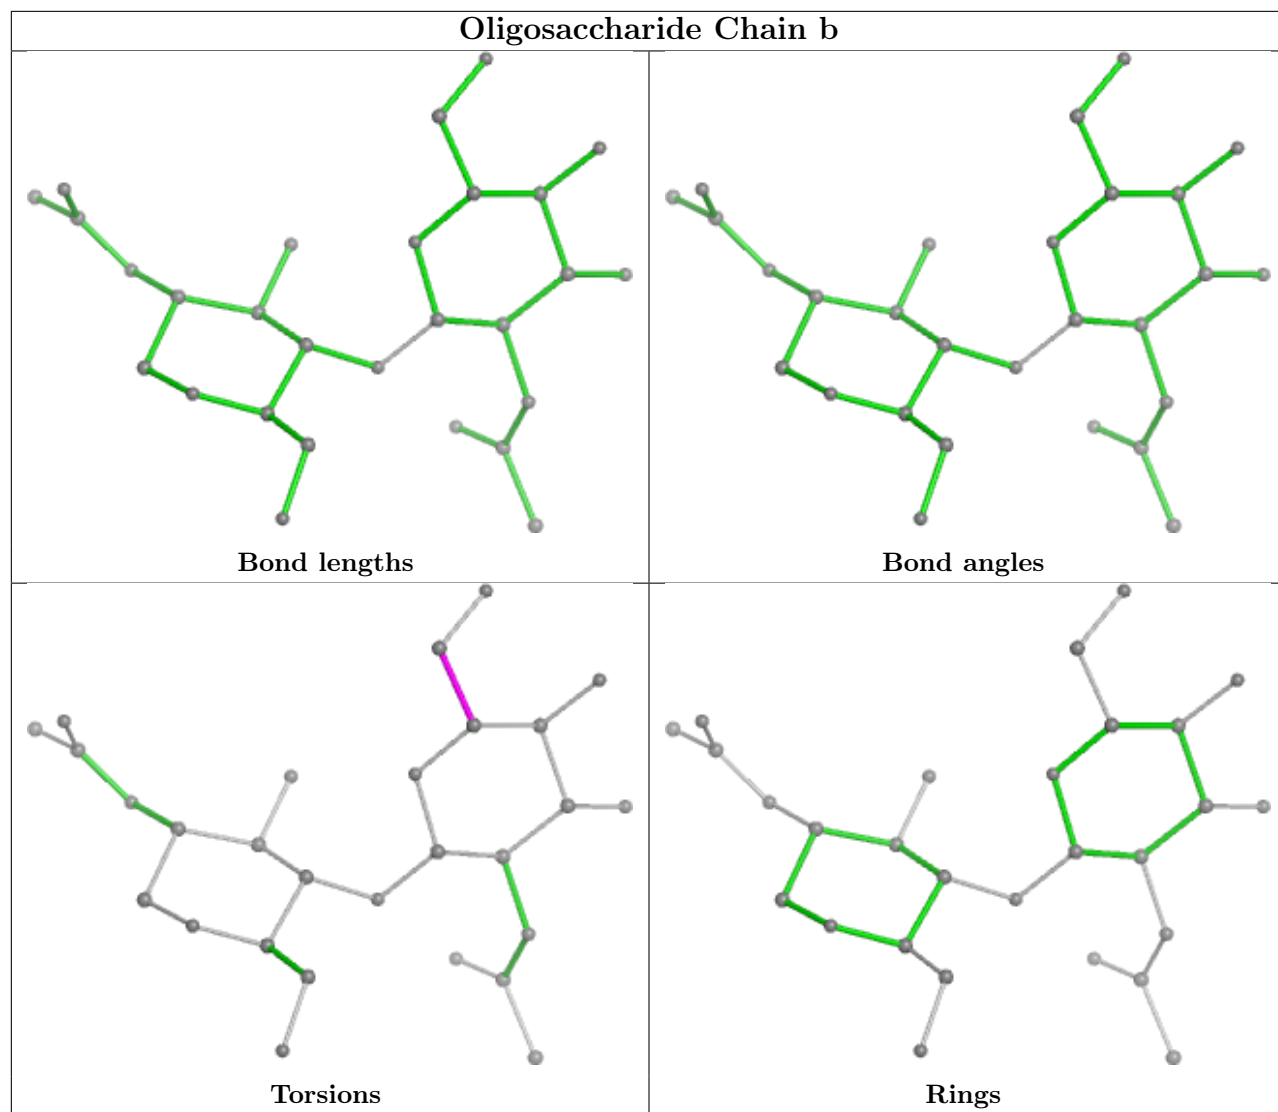 Oligosaccharide Chain b
Bond lengths
Bond angles
Torsions
Rings